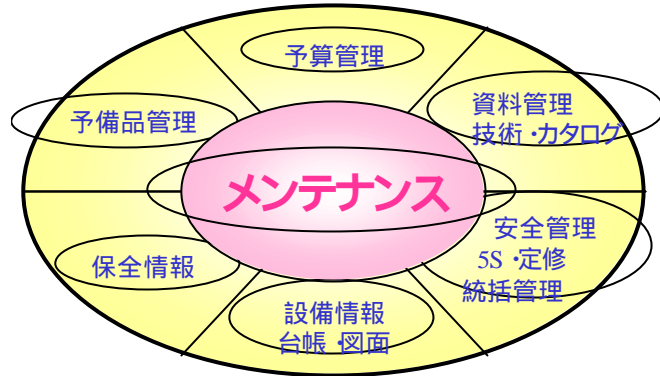 予算管理
資料管理
技術・カタログ
予備品管理
メンテナンス
安全管理
5S・定修
統括管理
保全情報
設備情報
台帳・図面